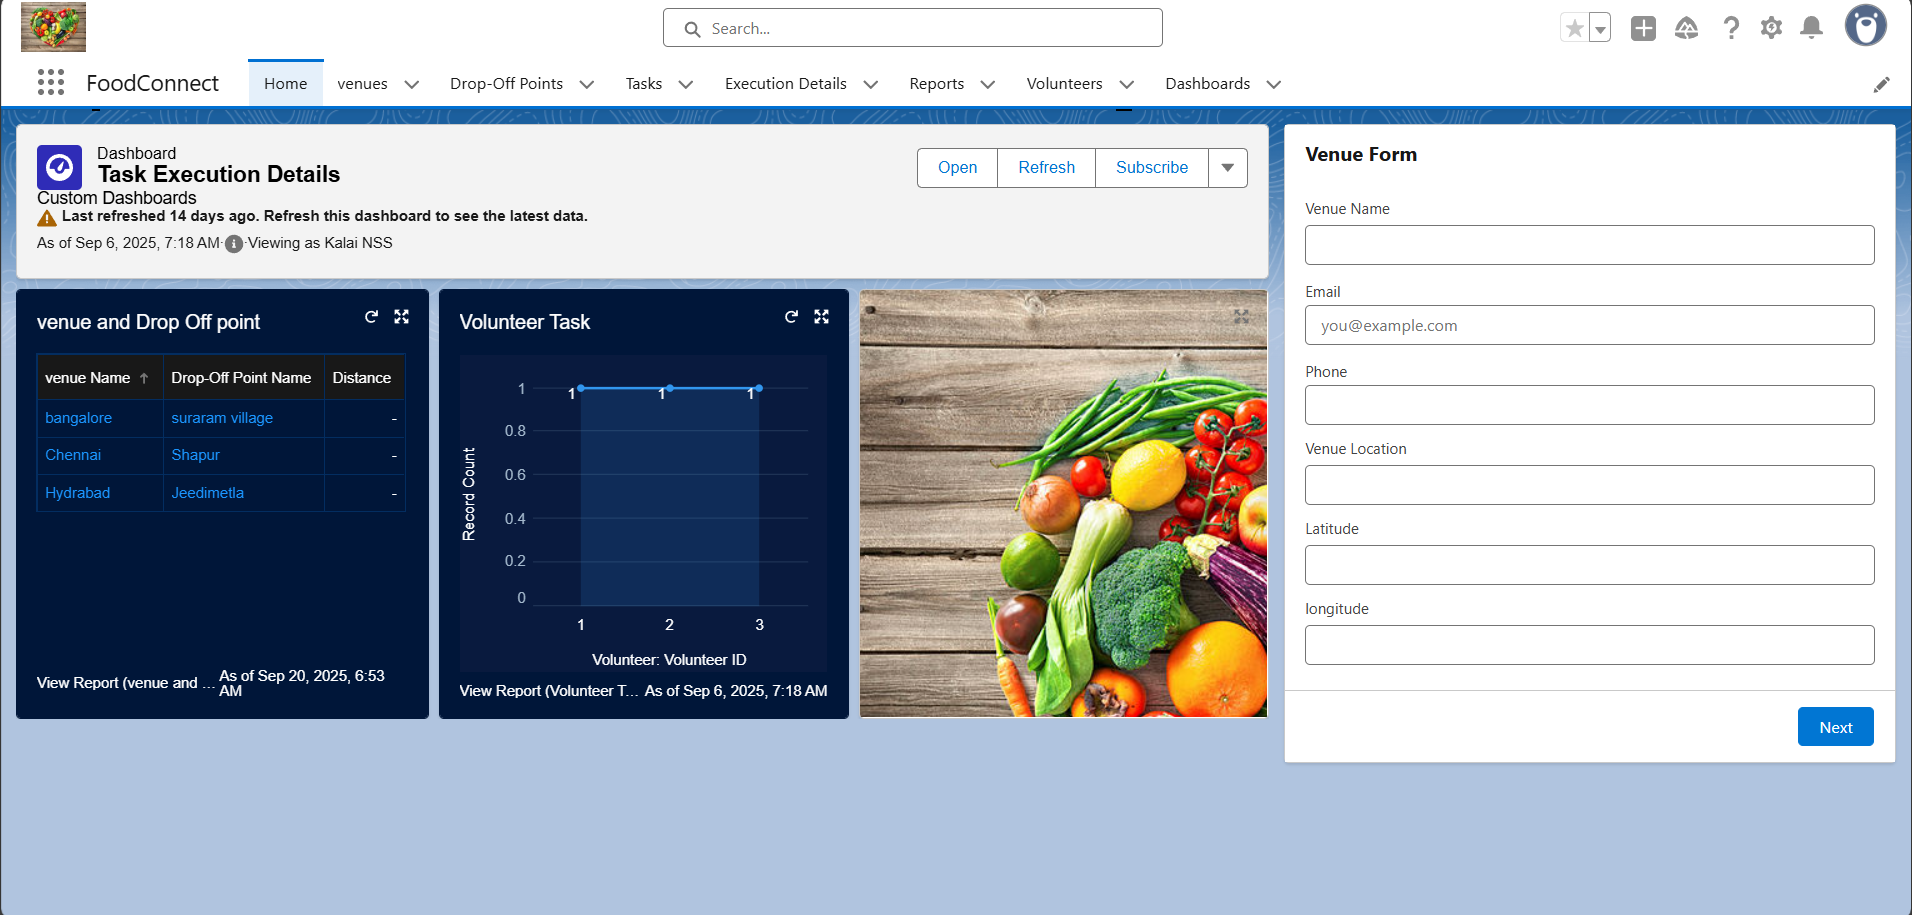 Search...
FoodConnect
Home
venues
Drop-Off Points
Tasks
Execution Details
Reports
Volunteers
Dashboards
Dashboard
Task Execution Details
Custom Dashboards
Last refreshed 14 days ago. Refresh this dashboard to see the latest data.
As of Sep 6, 2025, 7:18 AM·Viewing as Kalai NSS
Open
Refresh
Subscribe
venue and Drop Off point
venue Name Drop-Off Point Name Distance
bangalore suraram village -
Chennai Shapur -
Hydrabad Jeedimetla -
View Report (venue and ...
As of Sep 20, 2025, 6:53
AM
Volunteer Task
Record Count
1
0.8
0.6
0.4
0.2
0
1 1 1
1 2 3
Volunteer: Volunteer ID
View Report (Volunteer T... As of Sep 6, 2025, 7:18 AM
Venue Form
Venue Name
Email
you@example.com
Phone
Venue Location
Latitude
longitude
Next